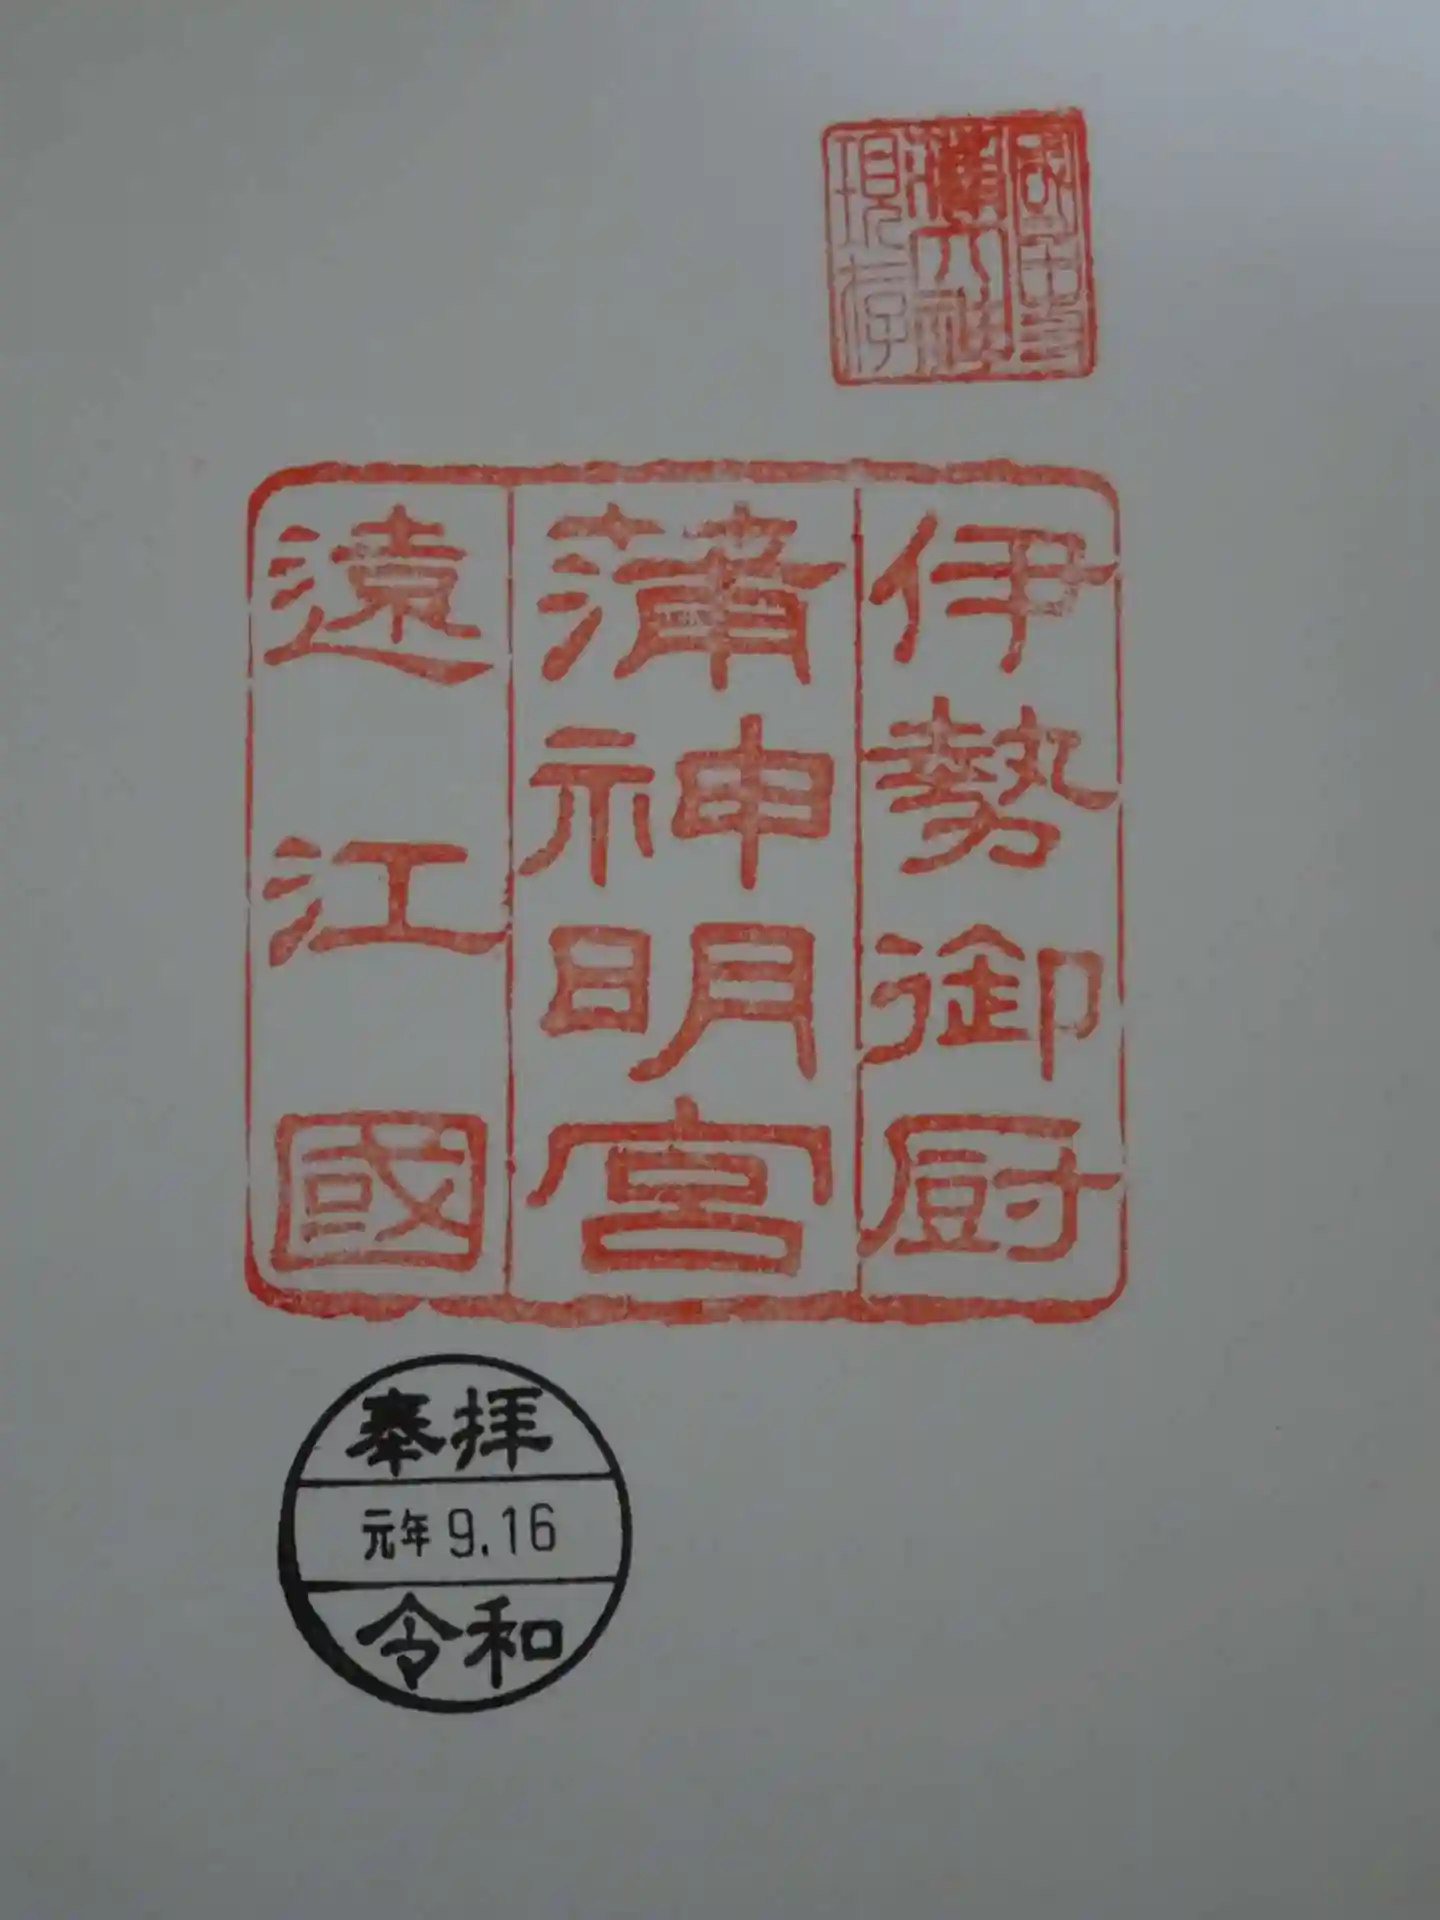 伊勢御厨
蒲神明宮
遠江國
奉拝
元年 9.16
令和